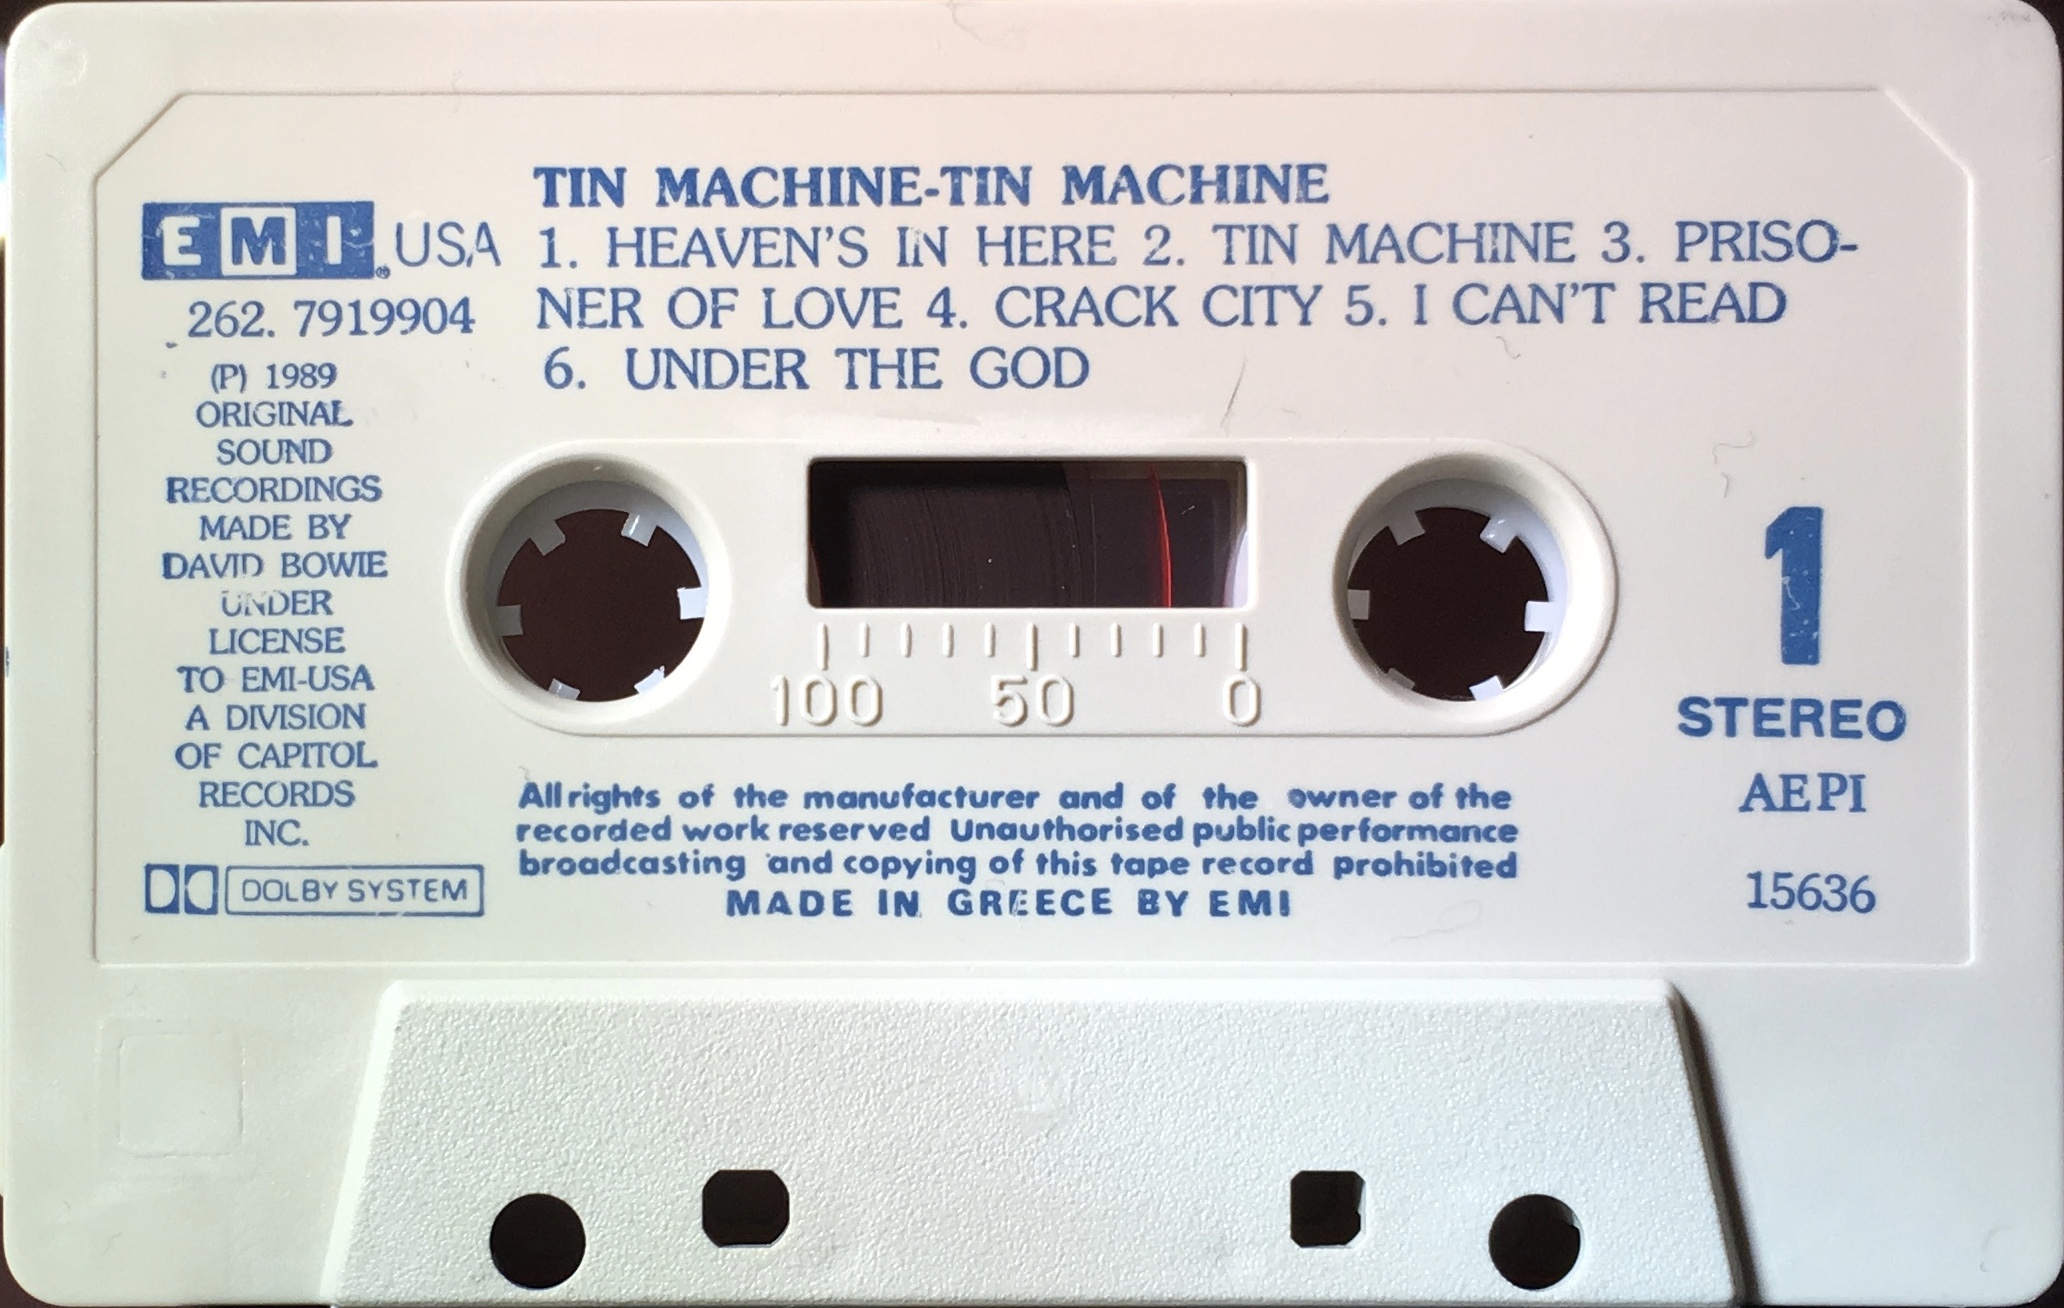 TIN MACHINE-TIN MACHINE
EMI® USA
1. HEAVEN'S IN HERE 2. TIN MACHINE 3. PRISO-
NER OF LOVE 4. CRACK CITY 5. I CAN'T READ
6. UNDER THE GOD
262. 7919904
(P) 1989
ORIGINAL
SOUND
RECORDINGS
MADE BY
DAVID BOWIE
UNDER
LICENSE
TO EMI-USA
A DIVISION
OF CAPITOL
RECORDS
INC.
DOLBY SYSTEM
100 50 0
1
STEREO
AEPI
15636
All rights of the manufacturer and of the owner of the
recorded work reserved Unauthorised public performance
broadcasting and copying of this tape record prohibited
MADE IN GREECE BY EMI